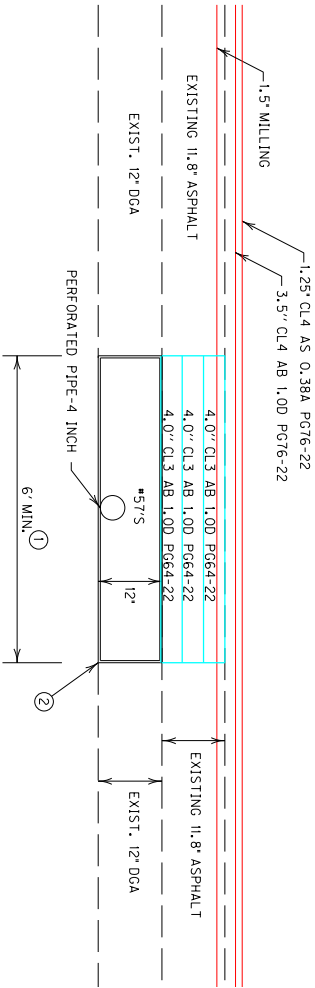 1.25" CL4 AS 0.38A PG76-22
3.5'' CL4 AB 1.0D PG76-22
1.5" MILLING
EXISTING 11.8" ASPHALT
EXIST. 12" DGA
4.0'' CL3 AB 1.0D PG64-22
4.0'' CL3 AB 1.0D PG64-22
4.0'' CL3 AB 1.0D PG64-22
#57'S
12"
PERFORATED PIPE-4 INCH
6' MIN.
1
2
EXISTING 11.8" ASPHALT
EXIST. 12" DGA